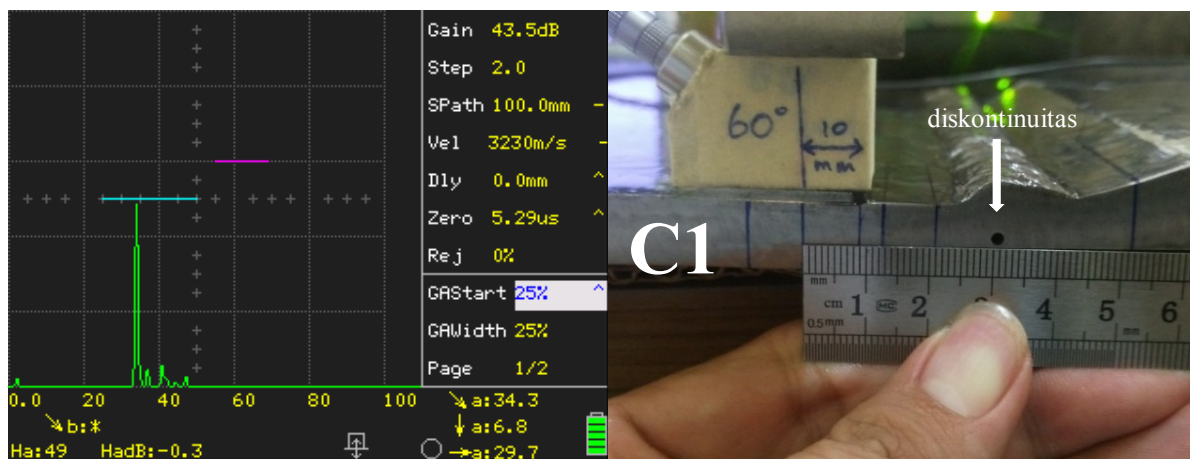 Gain 43.5dB
Step 2.0
SPath 100.0mm -
Vel 3230m/s -
Dly 0.0mm ^
Zero 5.29us ^
Rej 0%
GAStart 25% ^
GAWidth 25%
Page 1/2
0.0 20 40 60 80 100
↘a:34.3
↘b:*
↓a:6.8
Ha:49 HadB:-0.3
→a:29.7
diskontinuitas
60°
10
mm
C1
mm
cm 1 MC 2 3 4 5 6
0.5mm
mm